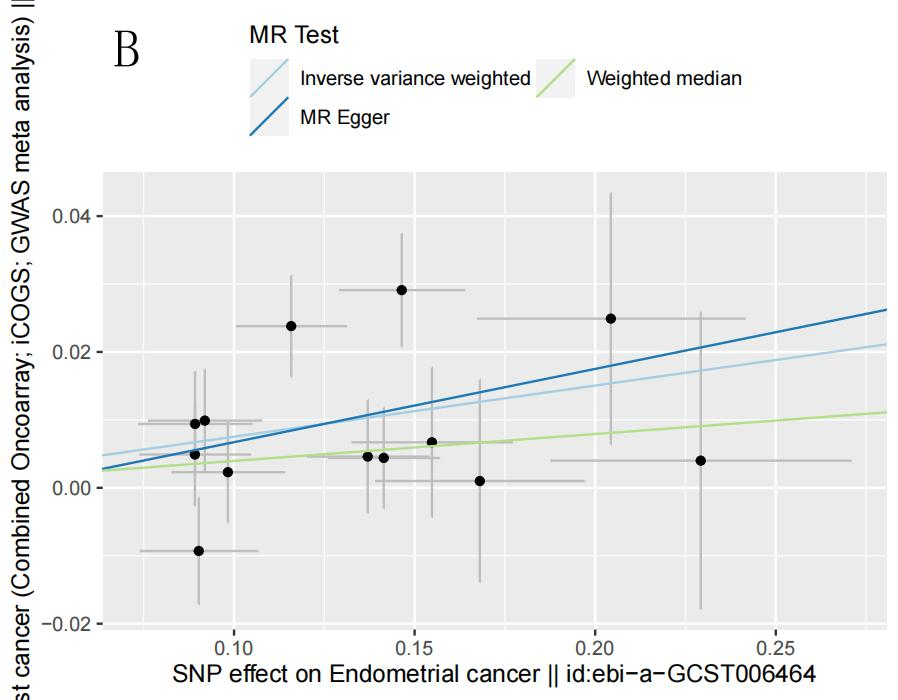 B
MR Test
Inverse variance weighted
Weighted median
MR Egger
cancer (Combined Oncoarray; iCOGS; GWAS meta analysis) ||
0.04
0.02
0.00
−0.02
0.10
0.15
0.20
0.25
SNP effect on Endometrial cancer || id:ebi−a−GCST006464